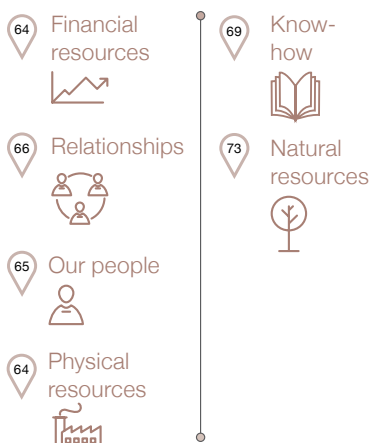 64 Financial
resources
66 Relationships
65 Our people
64 Physical
resources
69 Know-
how
73 Natural
resources